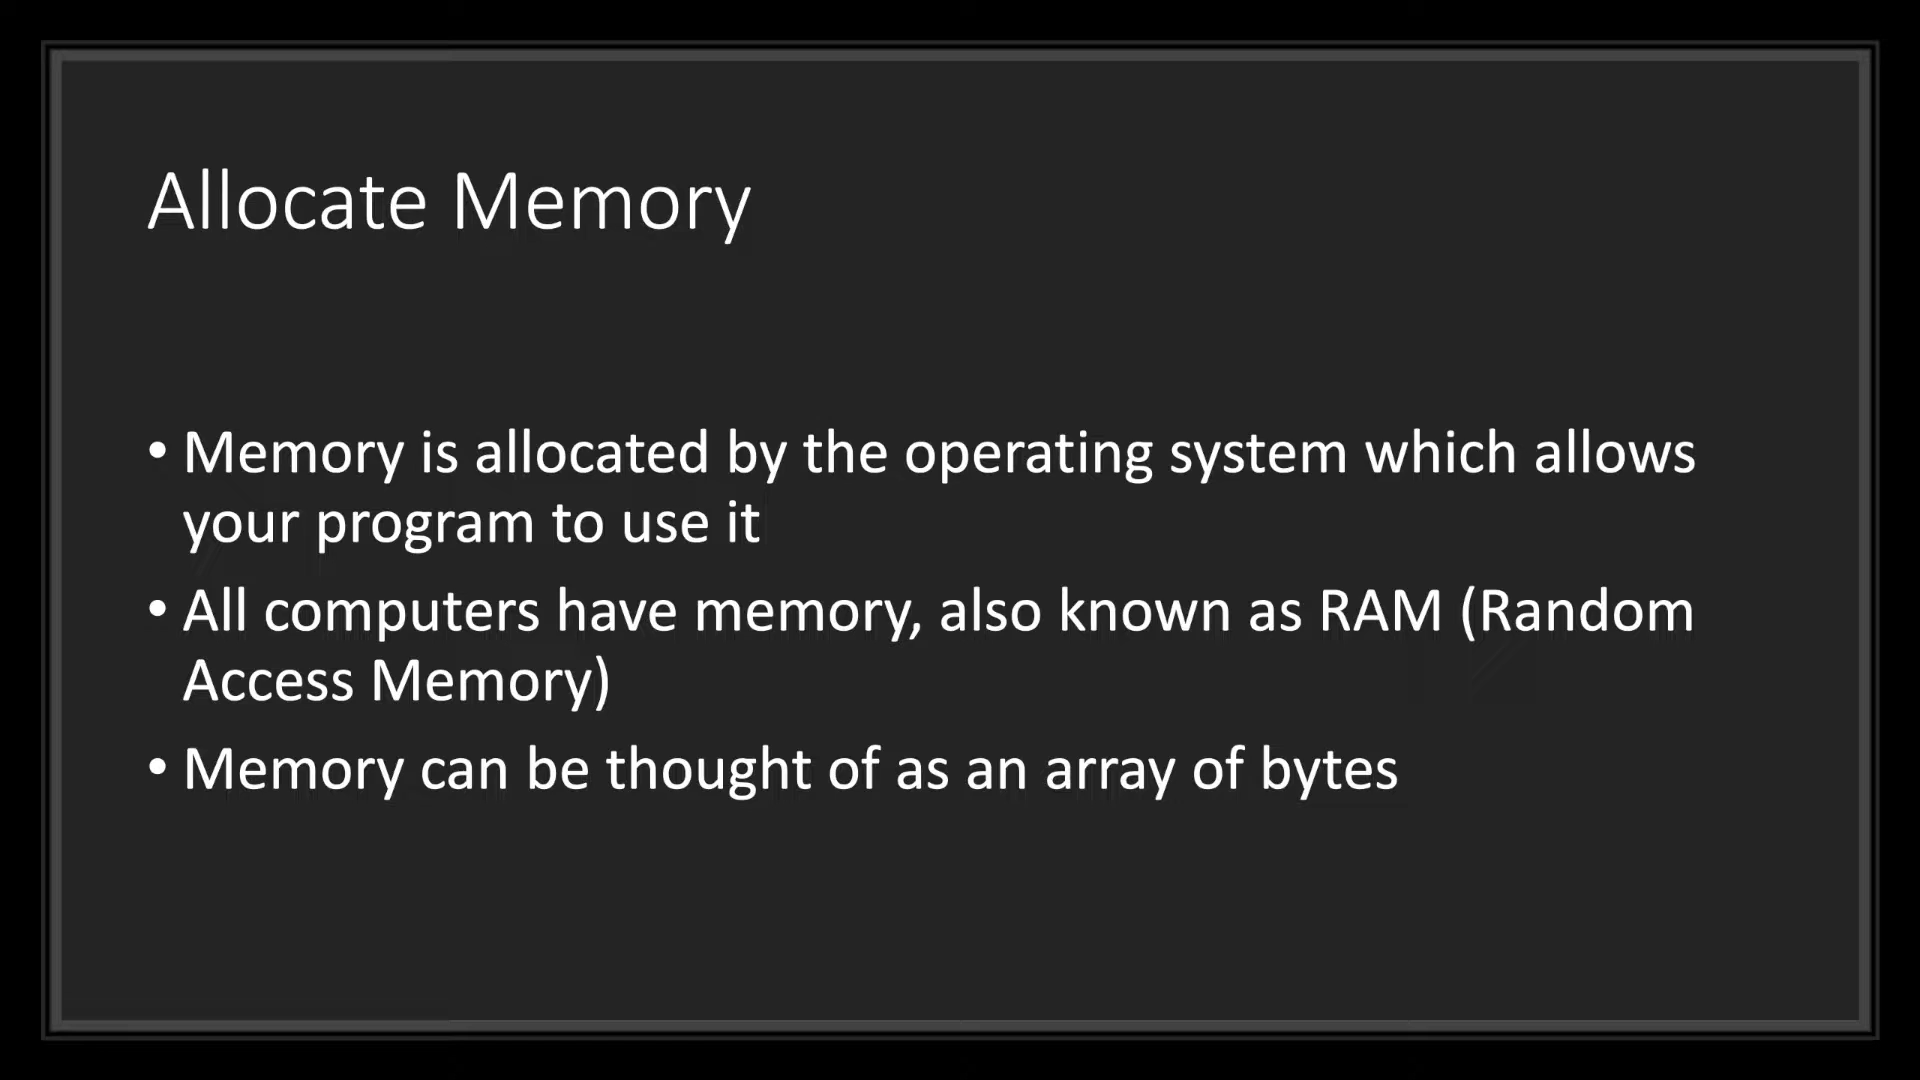 Allocate Memory
• Memory is allocated by the operating system which allows
your program to use it
• All computers have memory, also known as RAM (Random
Access Memory)
• Memory can be thought of as an array of bytes